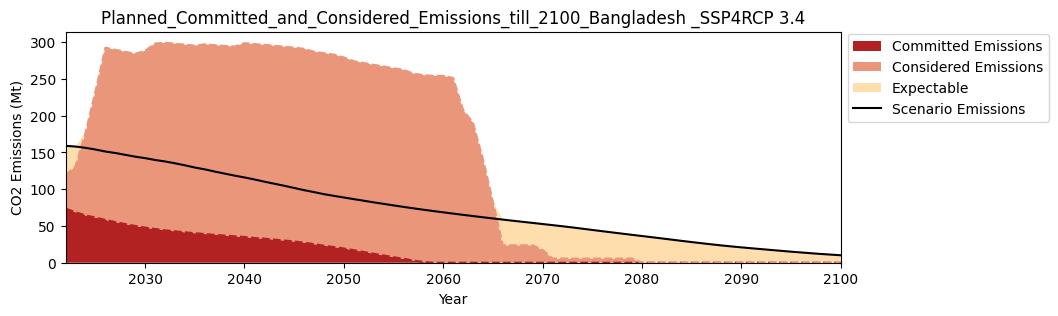 Planned_Committed_and_Considered_Emissions_till_2100_Bangladesh _SSP4RCP 3.4
Committed Emissions
Considered Emissions
Expectable
Scenario Emissions
CO2 Emissions (Mt)
300
250
200
150
100
50
0
2030 2040 2050 2060 2070 2080 2090 2100
Year